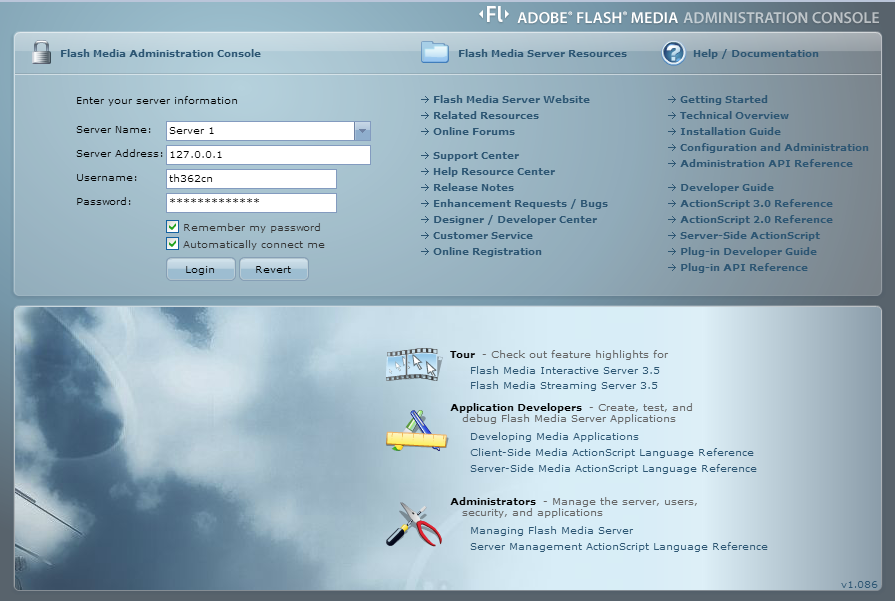 Fl ADOBE® FLASH® MEDIA ADMINISTRATION CONSOLE
Flash Media Administration Console
Enter your server information
Server Name: Server 1
Server Address: 127.0.0.1
Username: th362cn
Password: *************
Remember my password
Automatically connect me
Login Revert
Flash Media Server Resources
→ Flash Media Server Website
→ Related Resources
→ Online Forums
→ Support Center
→ Help Resource Center
→ Release Notes
→ Enhancement Requests / Bugs
→ Designer / Developer Center
→ Customer Service
→ Online Registration
? Help / Documentation
→ Getting Started
→ Technical Overview
→ Installation Guide
→ Configuration and Administration
→ Administration API Reference
→ Developer Guide
→ ActionScript 3.0 Reference
→ ActionScript 2.0 Reference
→ Server-Side ActionScript
→ Plug-in Developer Guide
→ Plug-in API Reference
Tour - Check out feature highlights for
Flash Media Interactive Server 3.5
Flash Media Streaming Server 3.5
Application Developers - Create, test, and
debug Flash Media Server Applications
Developing Media Applications
Client-Side Media ActionScript Language Reference
Server-Side Media ActionScript Language Reference
Administrators - Manage the server, users,
security, and applications
Managing Flash Media Server
Server Management ActionScript Language Reference
v1.086